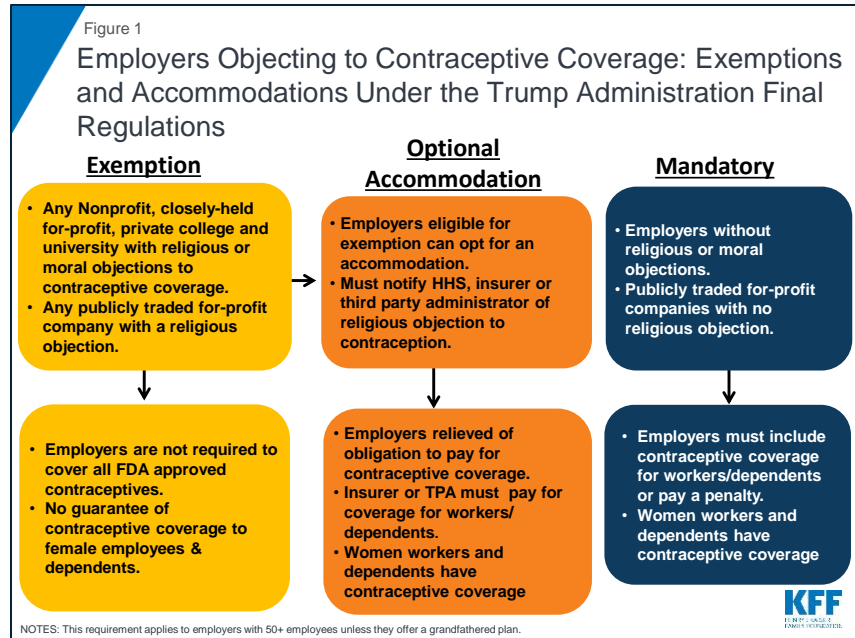 Figure 1
Employers Objecting to Contraceptive Coverage: Exemptions
and Accommodations Under the Trump Administration Final
Regulations
Exemption
• Any Nonprofit, closely-held
for-profit, private college and
university with religious or
moral objections to
contraceptive coverage.
• Any publicly traded for-profit
company with a religious
objection.
• Employers are not required to
cover all FDA approved
contraceptives.
• No guarantee of
contraceptive coverage to
female employees &
dependents.
Optional
Accommodation
• Employers eligible for
exemption can opt for an
accommodation.
• Must notify HHS, insurer or
third party administrator of
religious objection to
contraception.
• Employers relieved of
obligation to pay for
contraceptive coverage.
• Insurer or TPA must pay for
coverage for workers/
dependents.
• Women workers and
dependents have
contraceptive coverage
Mandatory
• Employers without
religious or moral
objections.
• Publicly traded for-profit
companies with no
religious objection.
• Employers must include
contraceptive coverage
for workers/dependents
or pay a penalty.
• Women workers and
dependents have
contraceptive coverage
NOTES: This requirement applies to employers with 50+ employees unless they offer a grandfathered plan.
KFF
HENRY J KAISER
FAMILY FOUNDATION